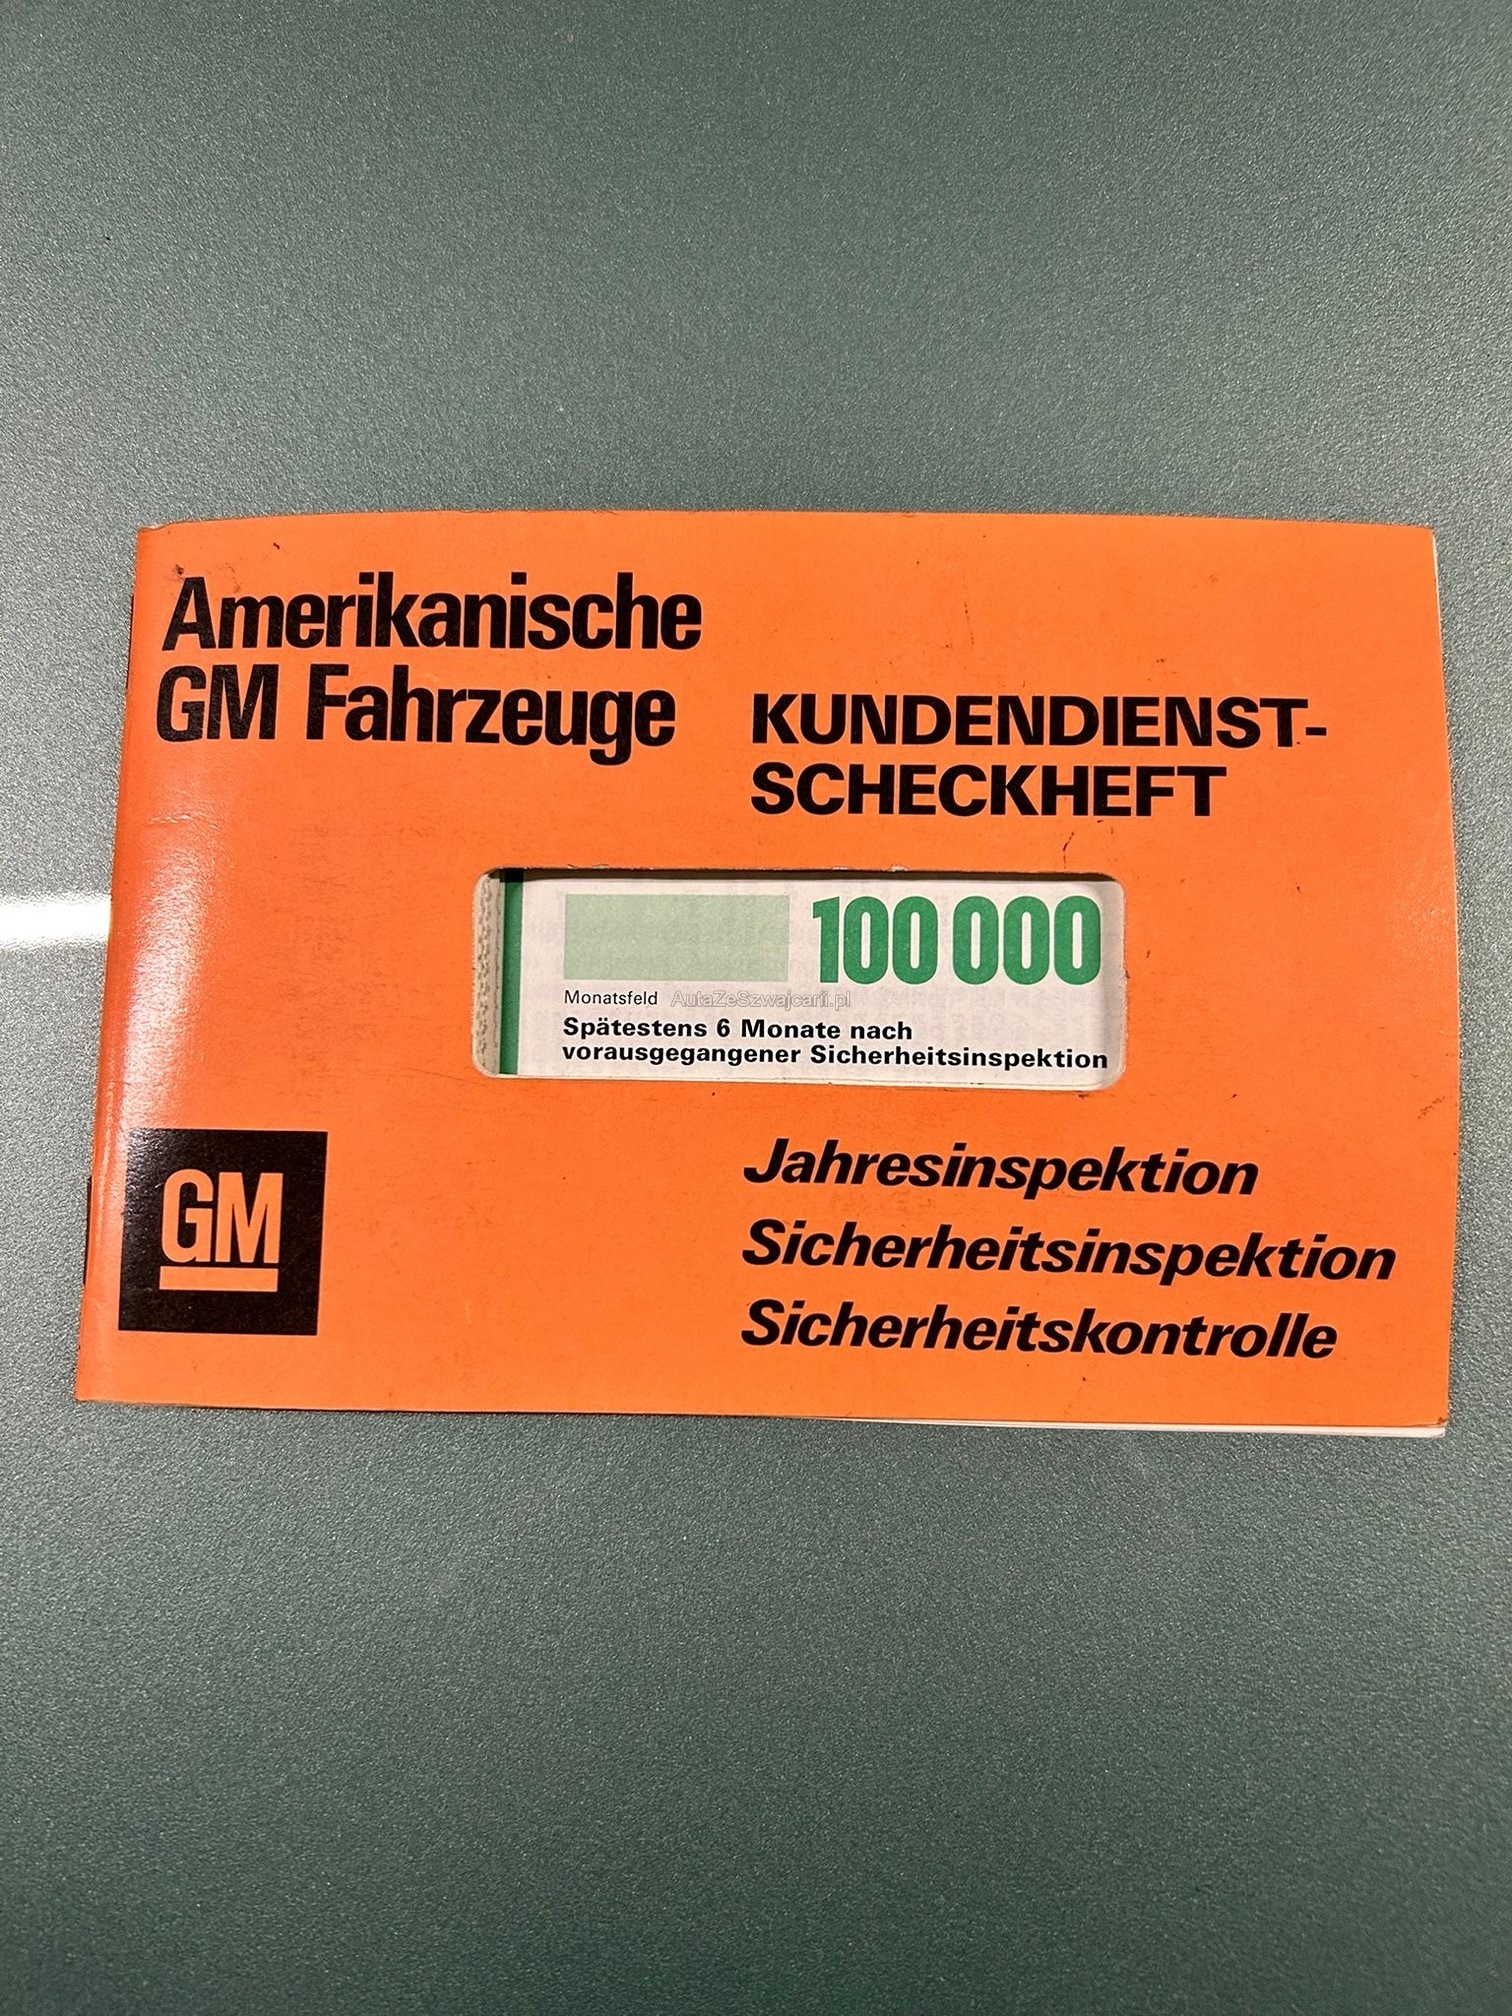 Amerikanische
GM Fahrzeuge
KUNDENDIENST-
SCHECKHEFT
100 000
Monatsfeld
AutaZeSzwajcarii.pl
Spätestens 6 Monate nach
vorausgegangener Sicherheitsinspektion
Jahresinspektion
Sicherheitsinspektion
Sicherheitskontrolle
GM